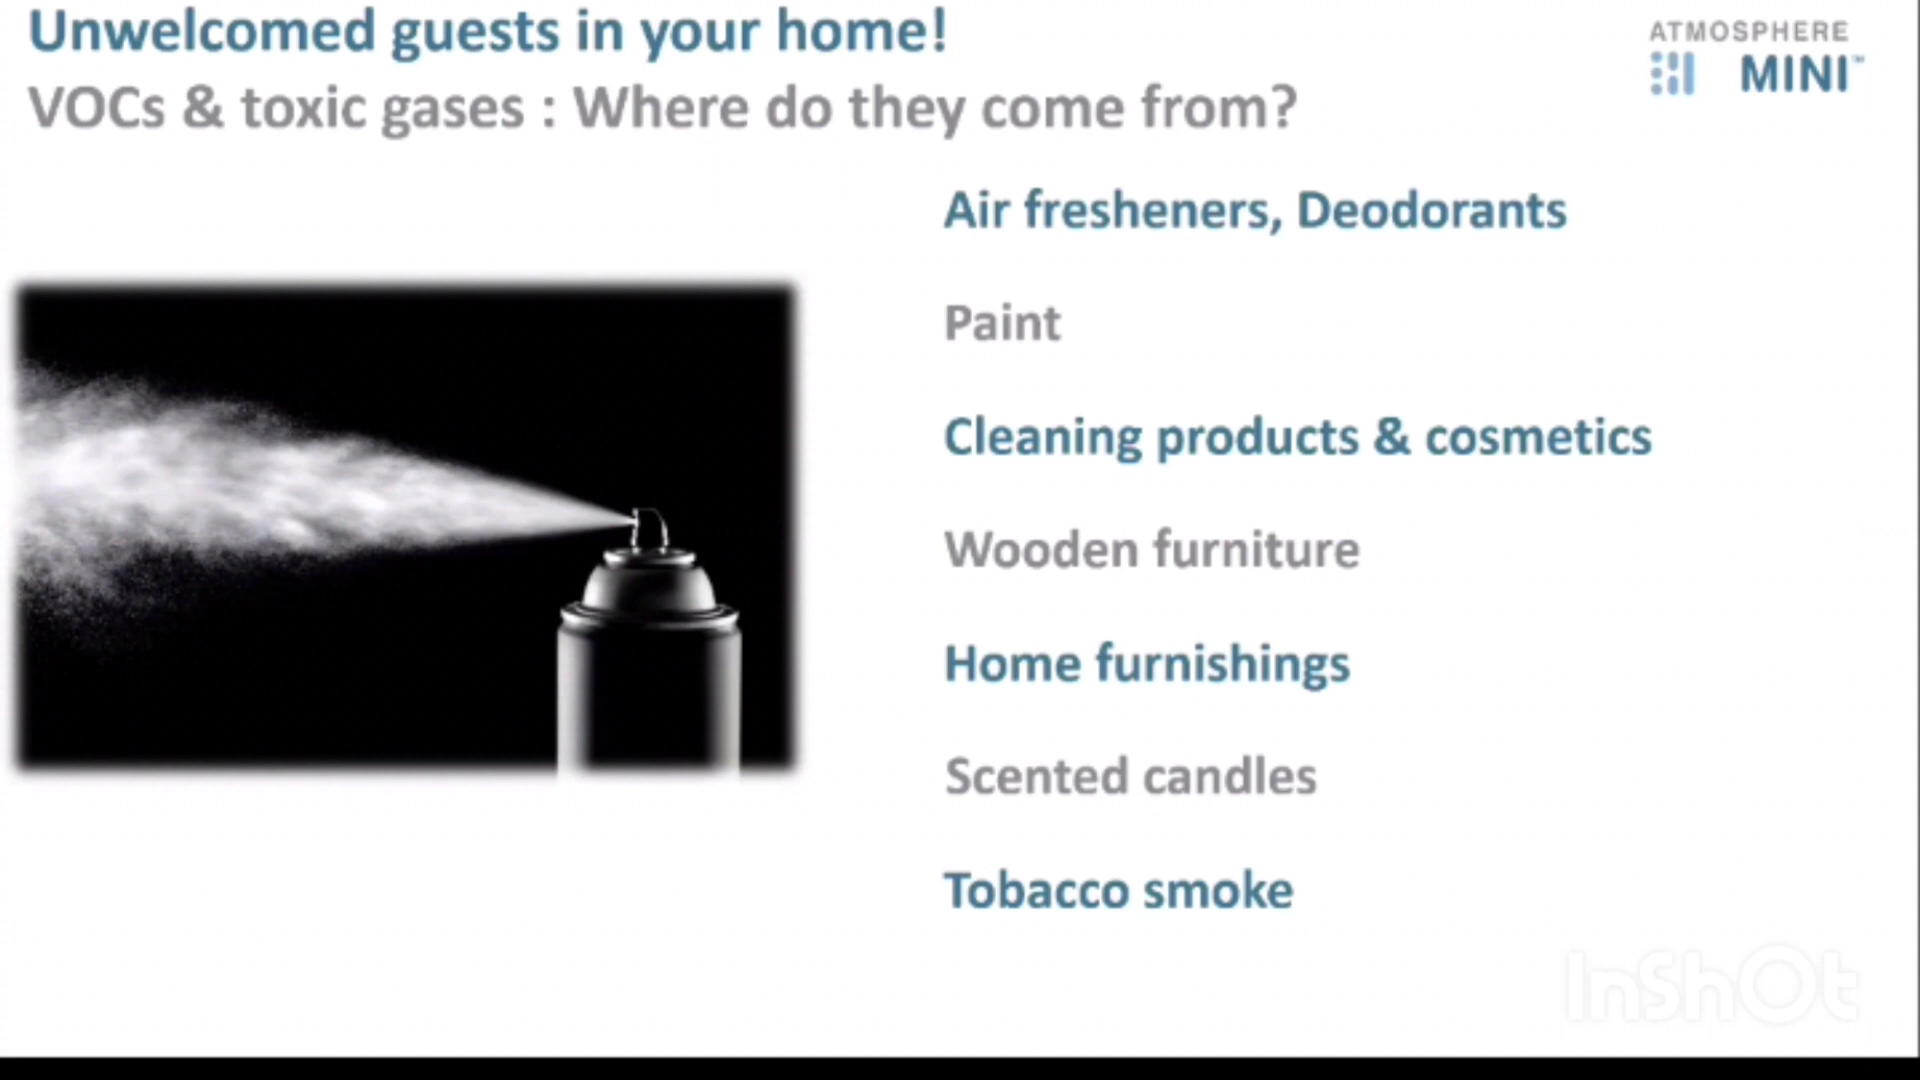 Unwelcomed guests in your home!
VOCs & toxic gases : Where do they come from?
ATMOSPHERE
MINI™
Air fresheners, Deodorants
Paint
Cleaning products & cosmetics
Wooden furniture
Home furnishings
Scented candles
Tobacco smoke
InShOt